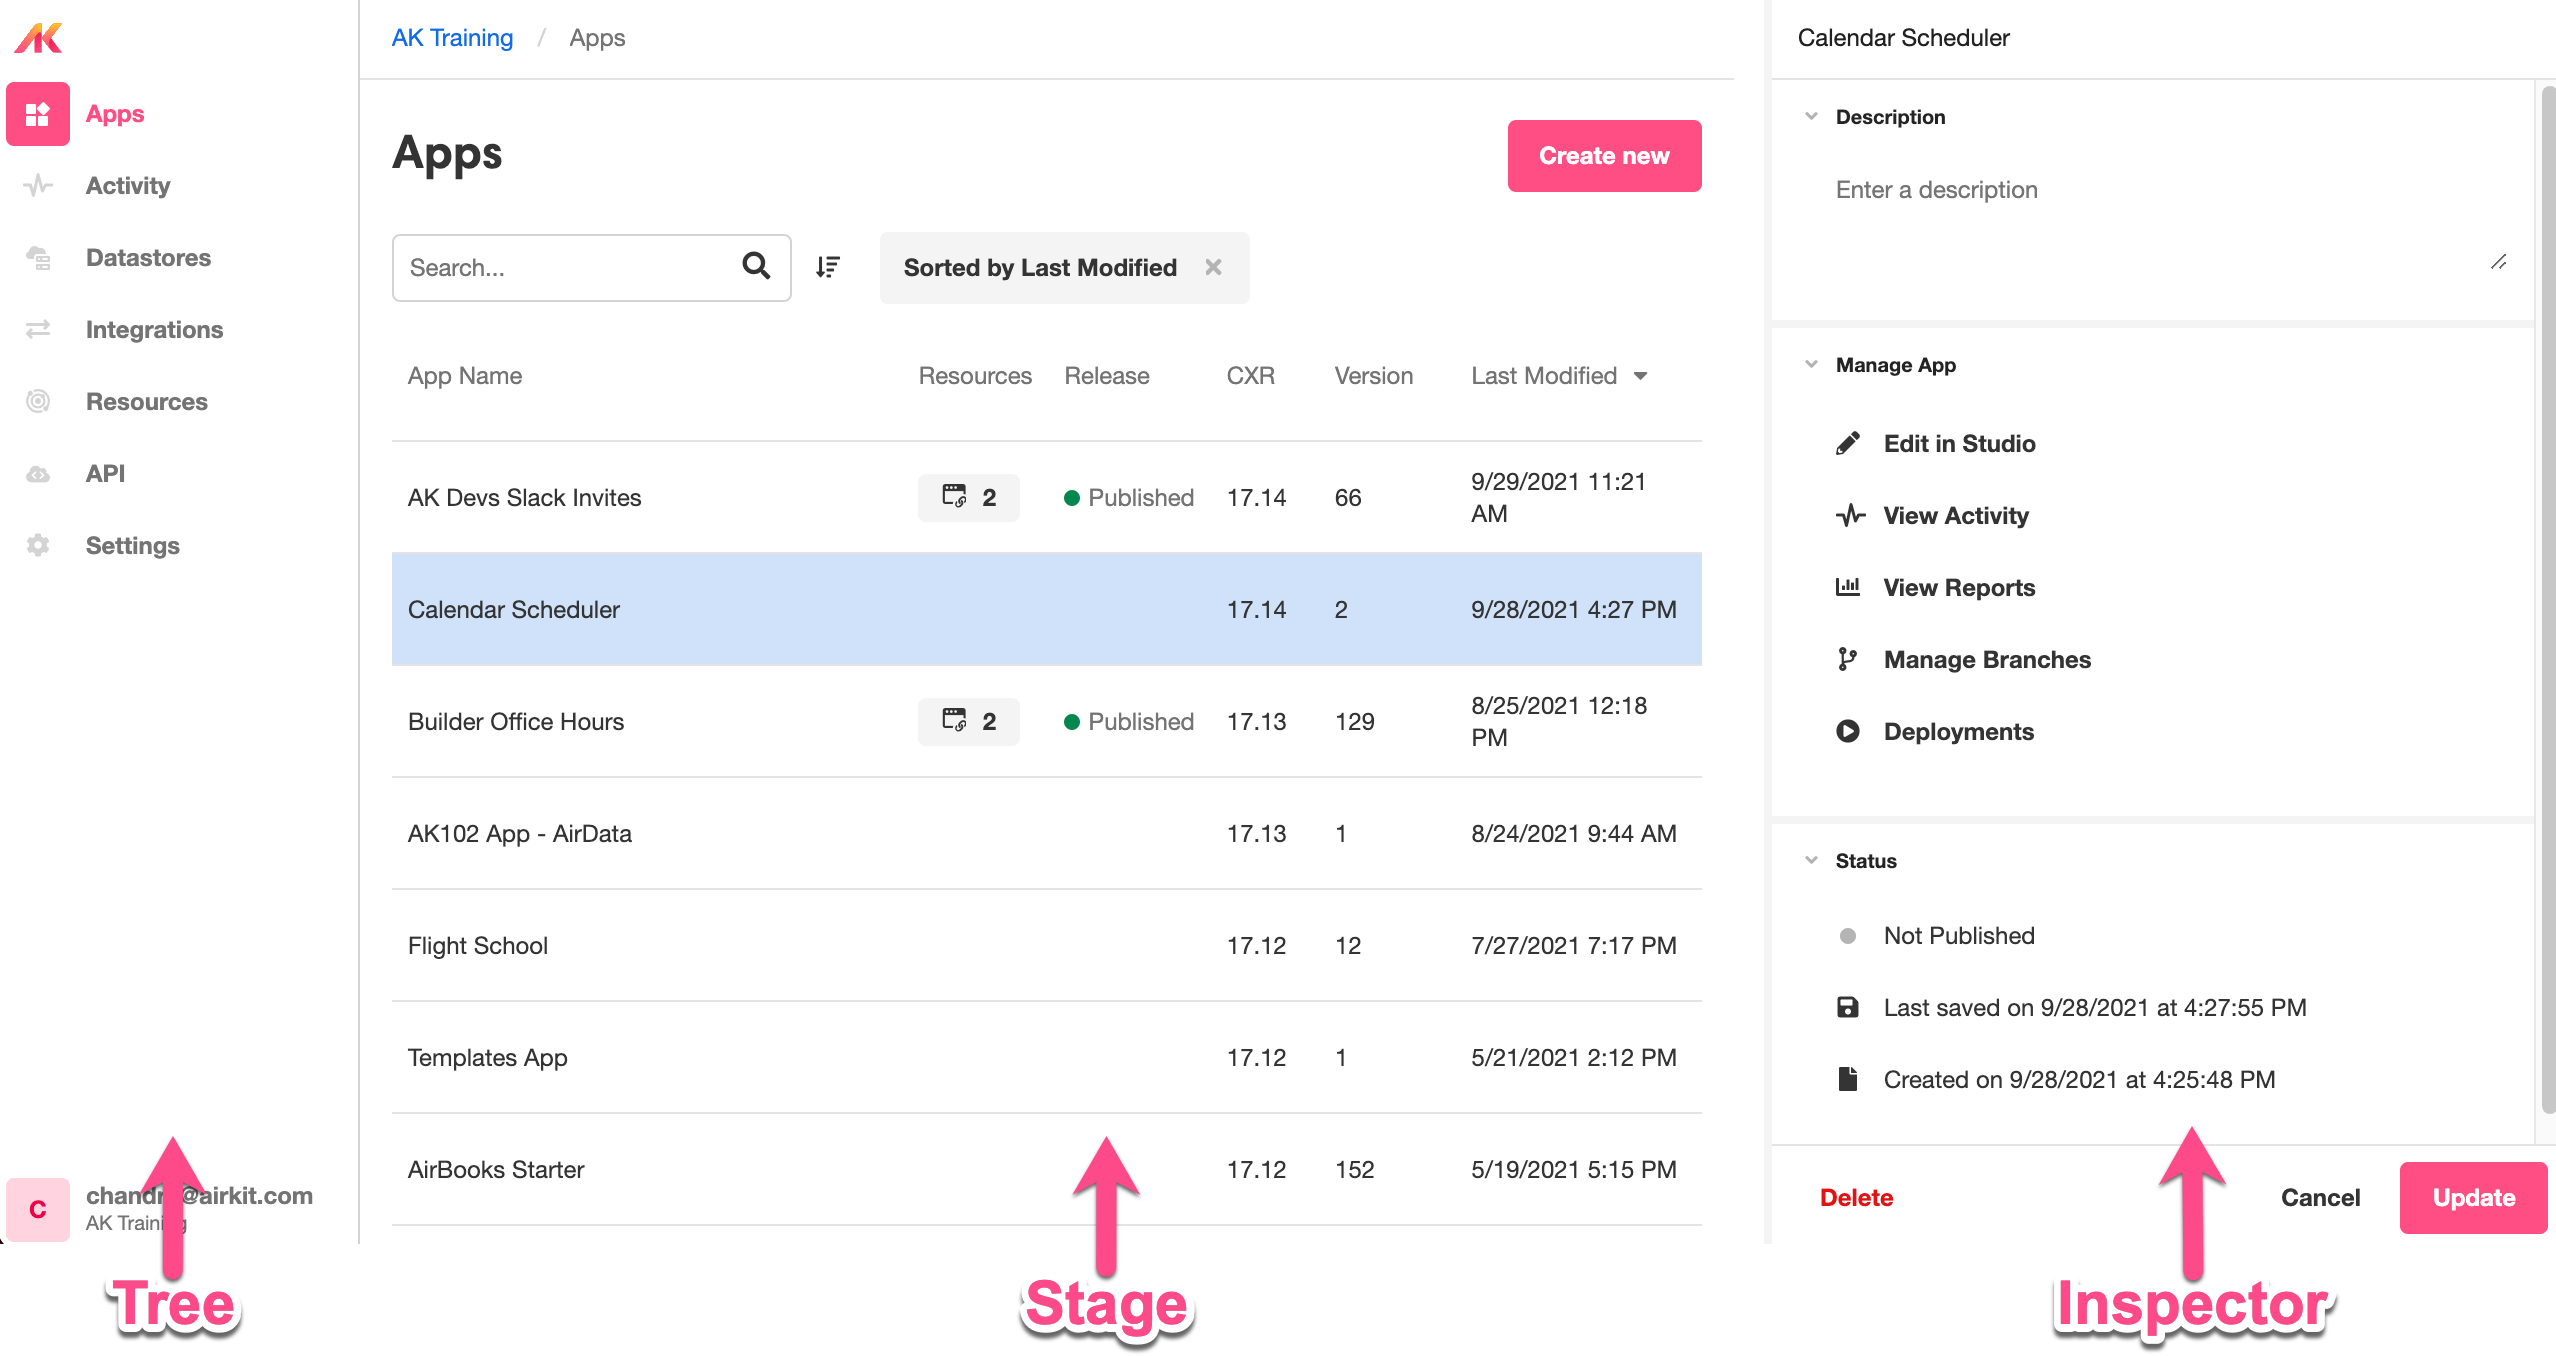 Apps
Activity
Datastores
Integrations
Resources
API
Settings
C
@airkit.com
AK
Tree
AK Training / Apps
Apps
Create new
Search...
Sorted by Last Modified
App Name Resources Release CXR Version Last Modified
AK Devs Slack Invites 2 Published 17.14 66 9/29/2021 11:21
AM
Calendar Scheduler 17.14 2 9/28/2021 4:27 PM
Builder Office Hours 2 Published 17.13 129 8/25/2021 12:18
PM
AK102 App - AirData 17.13 1 8/24/2021 9:44 AM
Flight School 17.12 12 7/27/2021 7:17 PM
Templates App 17.12 1 5/21/2021 2:12 PM
AirBooks Starter 17.12 152 5/19/2021 5:15 PM
Stage
Calendar Scheduler
Description
Enter a description
Manage App
Edit in Studio
View Activity
View Reports
Manage Branches
Deployments
Status
Not Published
Last saved on 9/28/2021 at 4:27:55 PM
Created on 9/28/2021 at 4:25:48 PM
Delete
Cancel
Update
Inspector